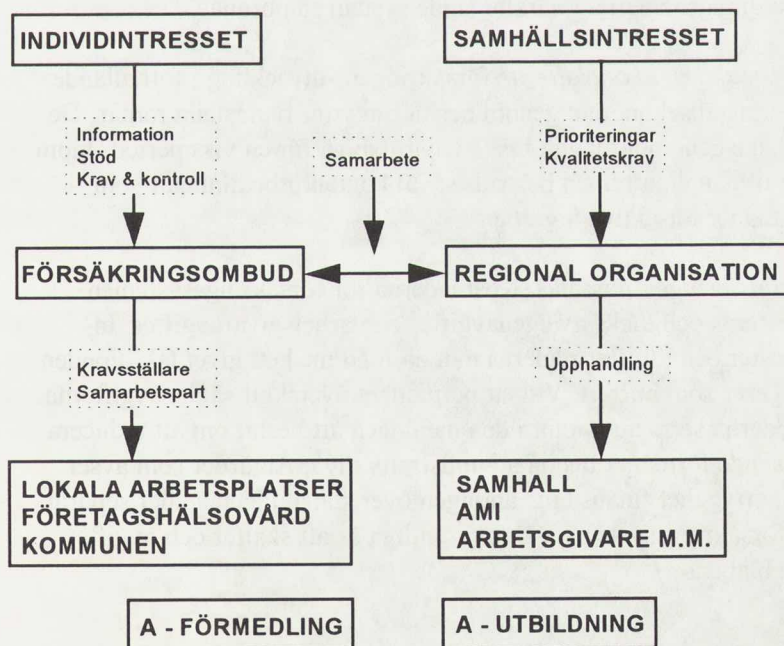 INDIVIDINTRESSET
SAMHÄLLSINTRESSET
Information
Stöd
Krav & kontroll
Samarbete
Prioriteringar
Kvalitetskrav
FÖRSÄKRINGSOMBUD
REGIONAL ORGANISATION
Kravsställare
Samarbetspart
Upphandling
LOKALA ARBETSPLATSER
FÖRETAGSHÄLSOVÅRD
KOMMUNEN
SAMHALL
AMI
ARBETSGIVARE M.M.
A - FÖRMEDLING
A - UTBILDNING